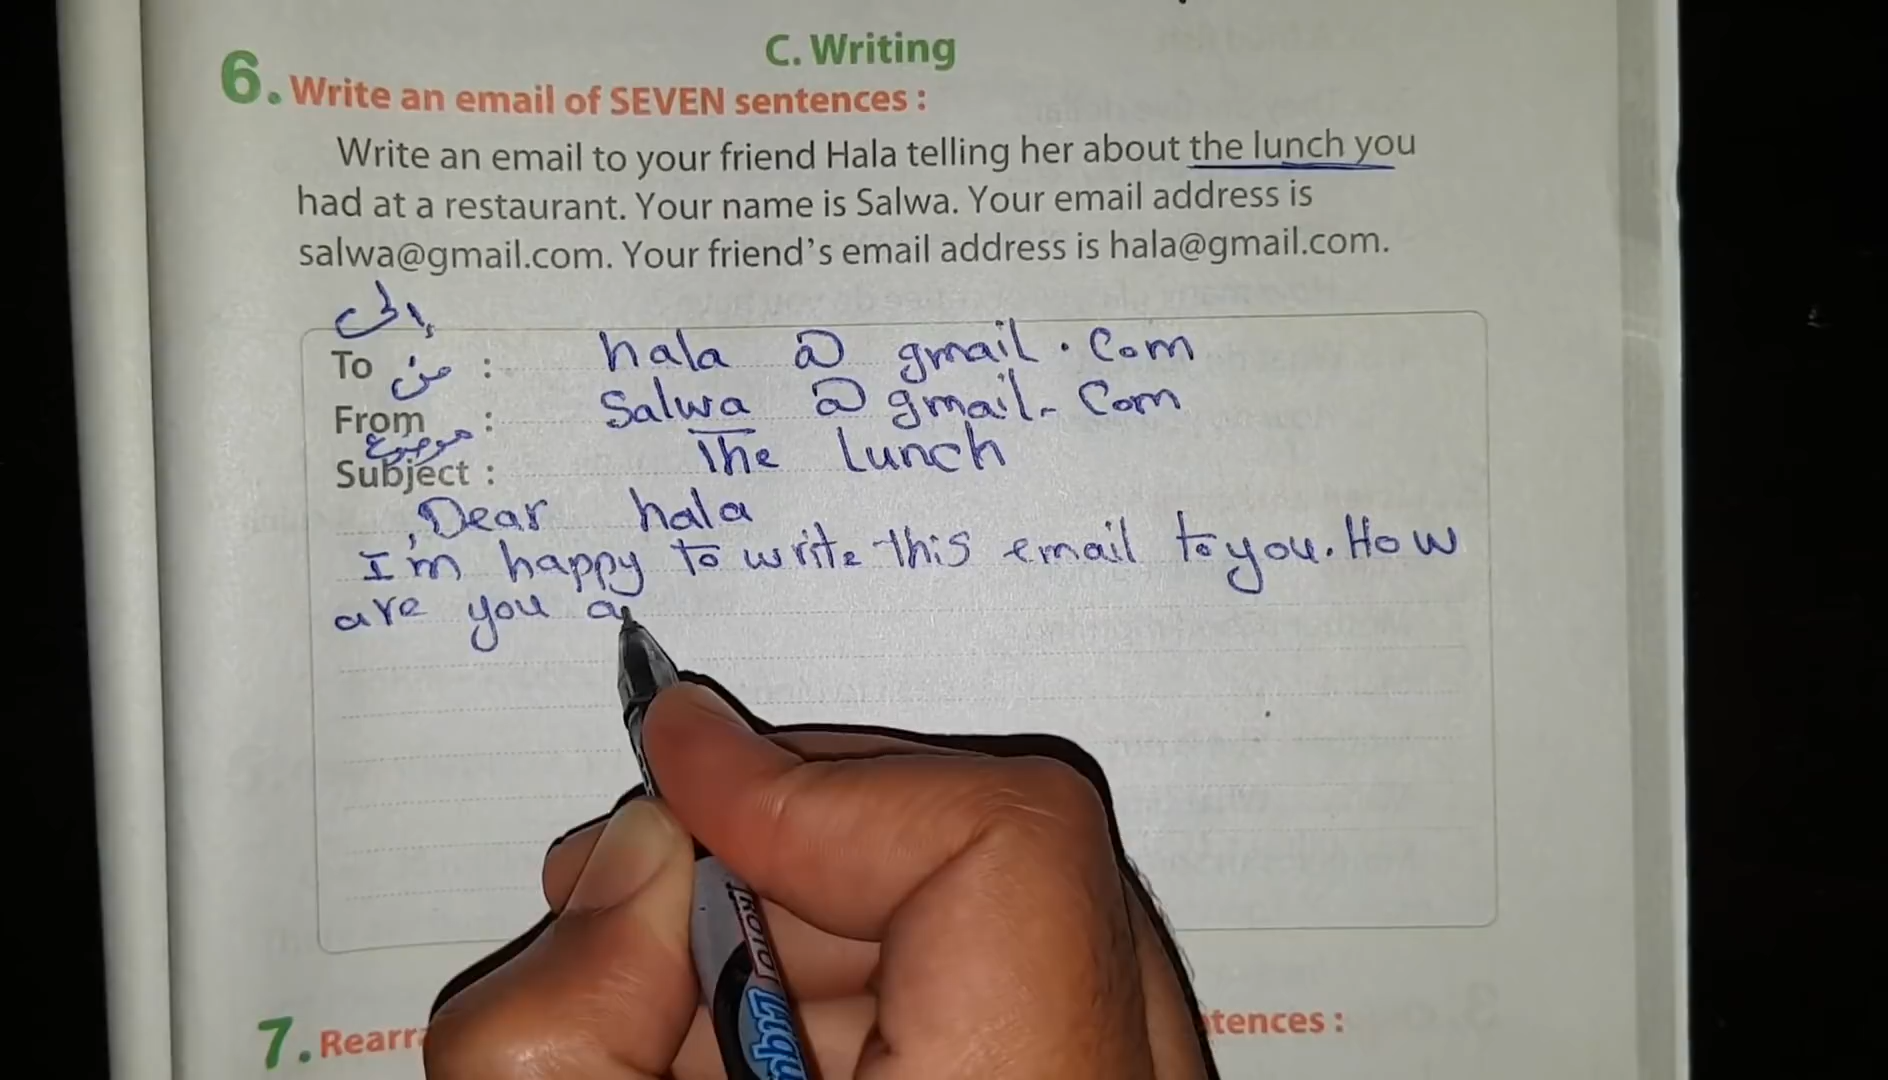 C. Writing
6. Write an email of SEVEN sentences :
Write an email to your friend Hala telling her about the lunch you
had at a restaurant. Your name is Salwa. Your email address is
salwa@gmail.com. Your friend's email address is hala@gmail.com.
إلى
To : hala @ gmail . Com
من
From : Salwa @ gmail . Com
موضوع
Subject : The Lunch
, Dear hala
I'm happy to write this email to you. How
are you a
7. Rearr
tences :